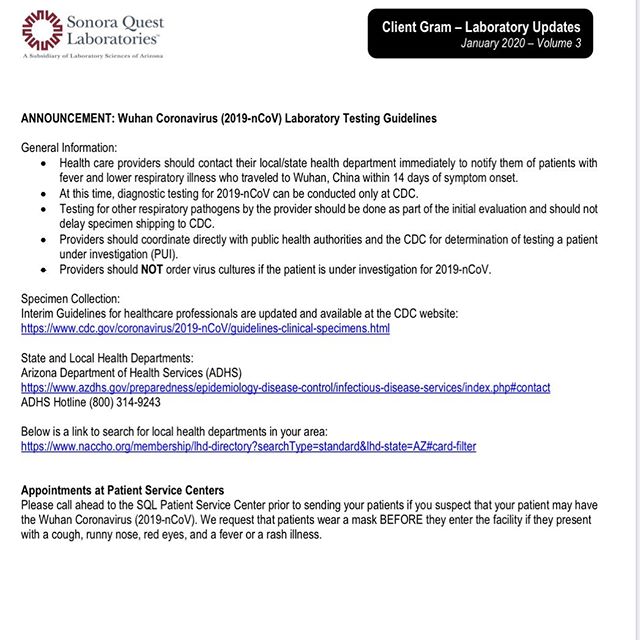 Sonora Quest
Laboratories™
A Subsidiary of Laboratory Sciences of Arizona
Client Gram – Laboratory Updates
January 2020 – Volume 3
ANNOUNCEMENT: Wuhan Coronavirus (2019-nCoV) Laboratory Testing Guidelines
General Information:
• Health care providers should contact their local/state health department immediately to notify them of patients with
fever and lower respiratory illness who traveled to Wuhan, China within 14 days of symptom onset.
• At this time, diagnostic testing for 2019-nCoV can be conducted only at CDC.
• Testing for other respiratory pathogens by the provider should be done as part of the initial evaluation and should not
delay specimen shipping to CDC.
• Providers should coordinate directly with public health authorities and the CDC for determination of testing a patient
under investigation (PUI).
• Providers should NOT order virus cultures if the patient is under investigation for 2019-nCoV.
Specimen Collection:
Interim Guidelines for healthcare professionals are updated and available at the CDC website:
https://www.cdc.gov/coronavirus/2019-nCoV/guidelines-clinical-specimens.html
State and Local Health Departments:
Arizona Department of Health Services (ADHS)
https://www.azdhs.gov/preparedness/epidemiology-disease-control/infectious-disease-services/index.php#contact
ADHS Hotline (800) 314-9243
Below is a link to search for local health departments in your area:
https://www.naccho.org/membership/lhd-directory?searchType=standard&lhd-state=AZ#card-filter
Appointments at Patient Service Centers
Please call ahead to the SQL Patient Service Center prior to sending your patients if you suspect that your patient may have
the Wuhan Coronavirus (2019-nCoV). We request that patients wear a mask BEFORE they enter the facility if they present
with a cough, runny nose, red eyes, and a fever or a rash illness.